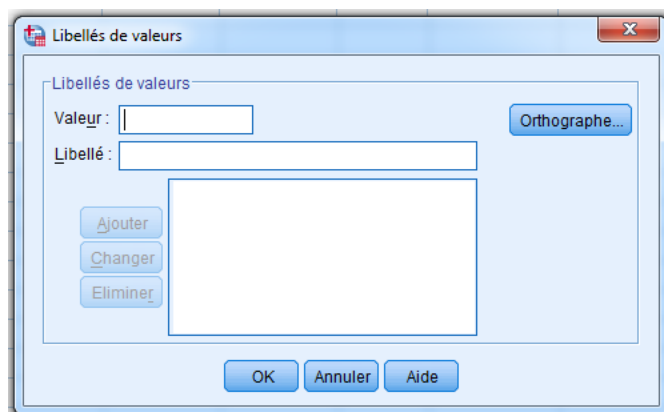 Libellés de valeurs
x
Libellés de valeurs
Valeur :
Orthographe...
Libellé :
Ajouter
Changer
Eliminer
OK Annuler Aide